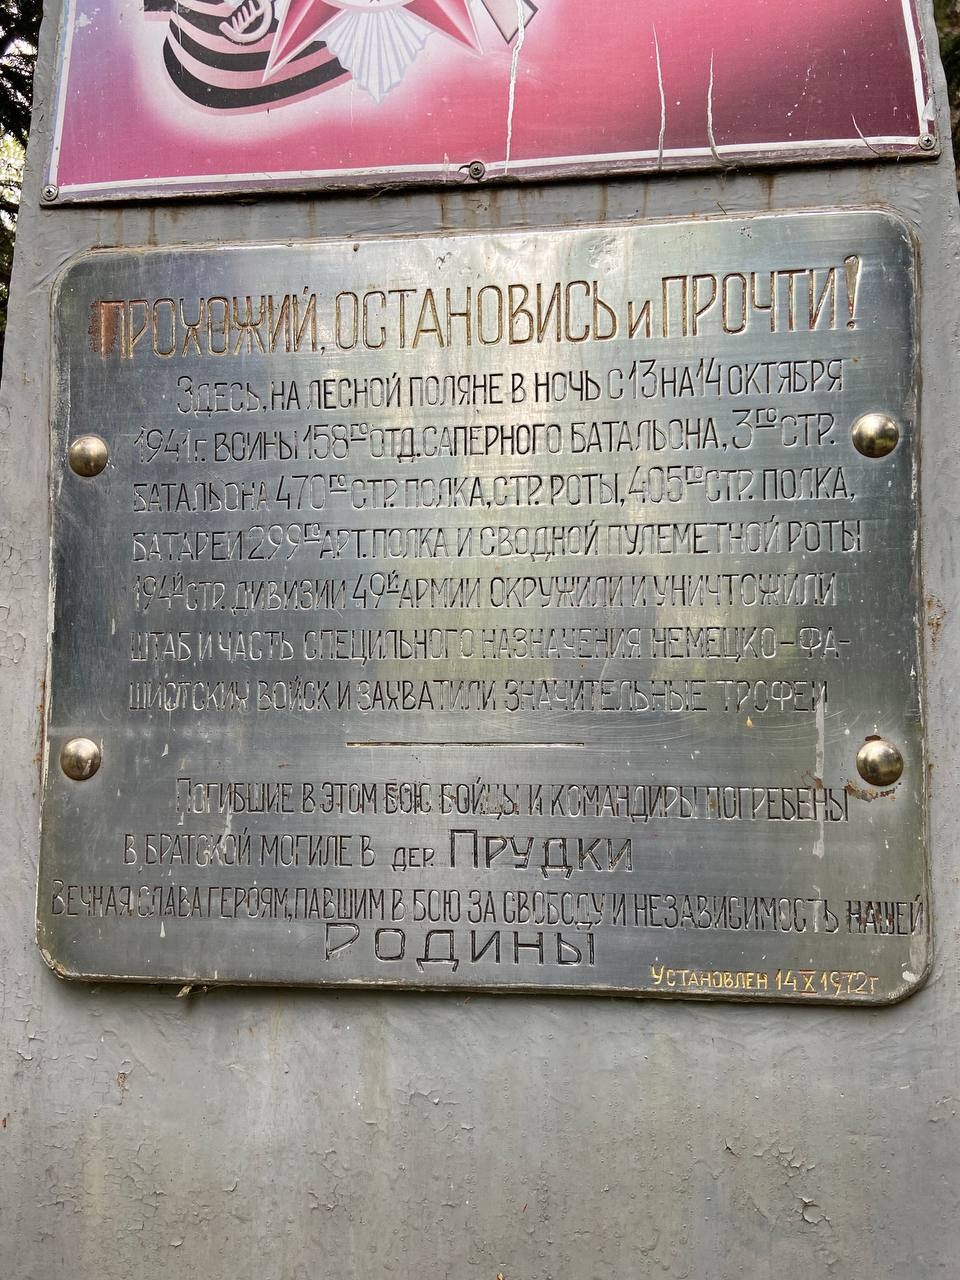 ПРОХОЖИЙ, ОСТАНОВИСЬ И ПРОЧТИ!
ЗДЕСЬ, НА ЛЕСНОЙ ПОЛЯНЕ В НОЧЬ С 13 НА 14 ОКТЯБРЯ
1941 г. ВОИНЫ 158ГО ОТД. САПЕРНОГО БАТАЛЬОНА, 3ГО СТР.
БАТАЛЬОНА 470ГО СТР. ПОЛКА, СТР. РОТЫ, 405ГО СТР. ПОЛКА,
БАТАРЕИ 299ГО АРТ. ПОЛКА И СВОДНОЙ ПУЛЕМЕТНОЙ РОТЫ
194Й СТР. ДИВИЗИИ 49Й АРМИИ ОКРУЖИЛИ И УНИЧТОЖИЛИ
ШТАБ, И ЧАСТЬ СПЕЦИЛЬНОГО НАЗНАЧЕНИЯ НЕМЕЦКО-ФА-
ШИСТСКИХ ВОЙСК И ЗАХВАТИЛИ ЗНАЧИТЕЛЬНЫЕ ТРОФЕИ
ПОГИБШИЕ В ЭТОМ БОЮ БОЙЦЫ И КОМАНДИРЫ ПОГРЕБЕНЫ
В БРАТСКОЙ МОГИЛЕ В ДЕР. ПРУДКИ
ВЕЧНАЯ СЛАВА ГЕРОЯМ, ПАВШИМ В БОЮ ЗА СВОБОДУ И НЕЗАВИСИМОСТЬ НАШЕЙ
РОДИНЫ
УСТАНОВЛЕН 14 X 1972 г